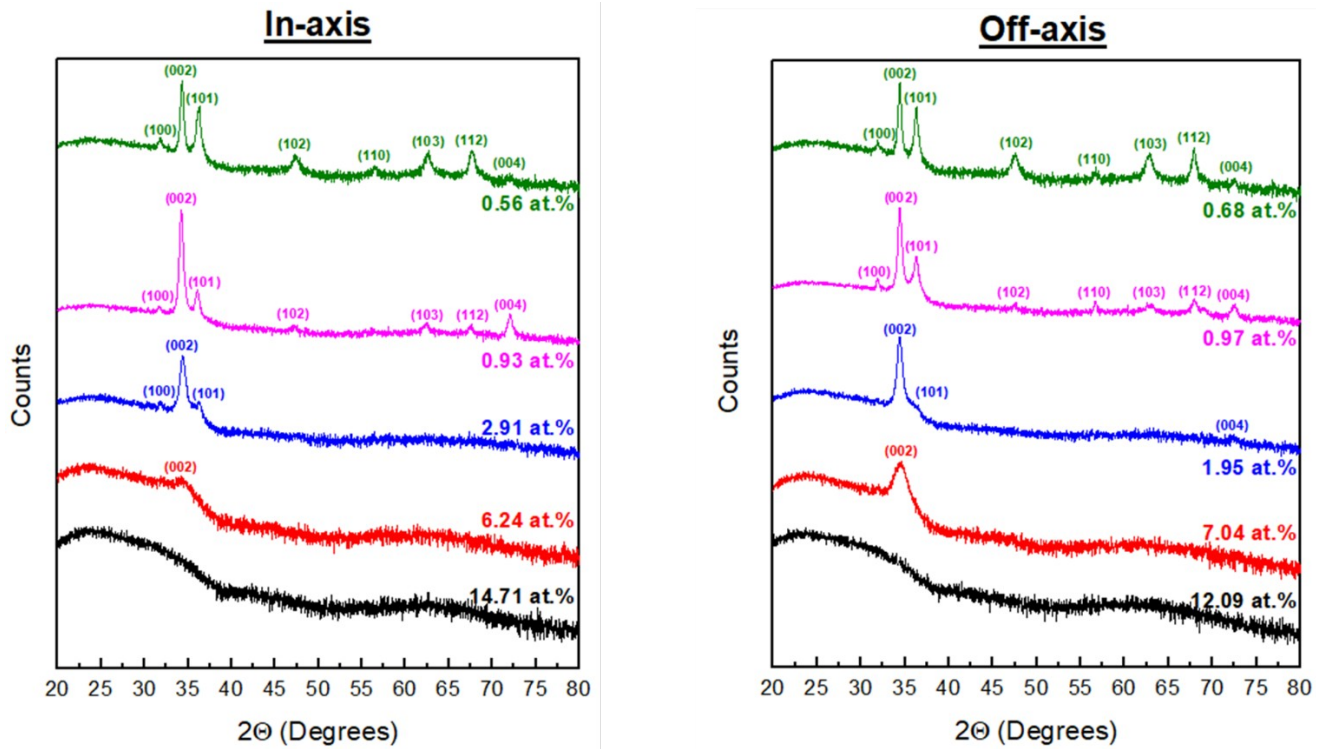 In-axis
(002)
(101)
(100)
(102)
(110)
(103)
(112)
(004)
0.56 at.%
(002)
(100)
(101)
(102)
(103)
(112)
(004)
0.93 at.%
(002)
(100)
(101)
2.91 at.%
(002)
6.24 at.%
14.71 at.%
Counts
20 25 30 35 40 45 50 55 60 65 70 75 80
2Θ (Degrees)
Off-axis
(002)
(101)
(100)
(102)
(110)
(103)
(112)
(004)
0.68 at.%
(002)
(101)
(100)
(102)
(110)
(103)
(112)
(004)
0.97 at.%
(002)
(101)
(004)
1.95 at.%
(002)
7.04 at.%
12.09 at.%
Counts
20 25 30 35 40 45 50 55 60 65 70 75 80
2Θ (Degrees)